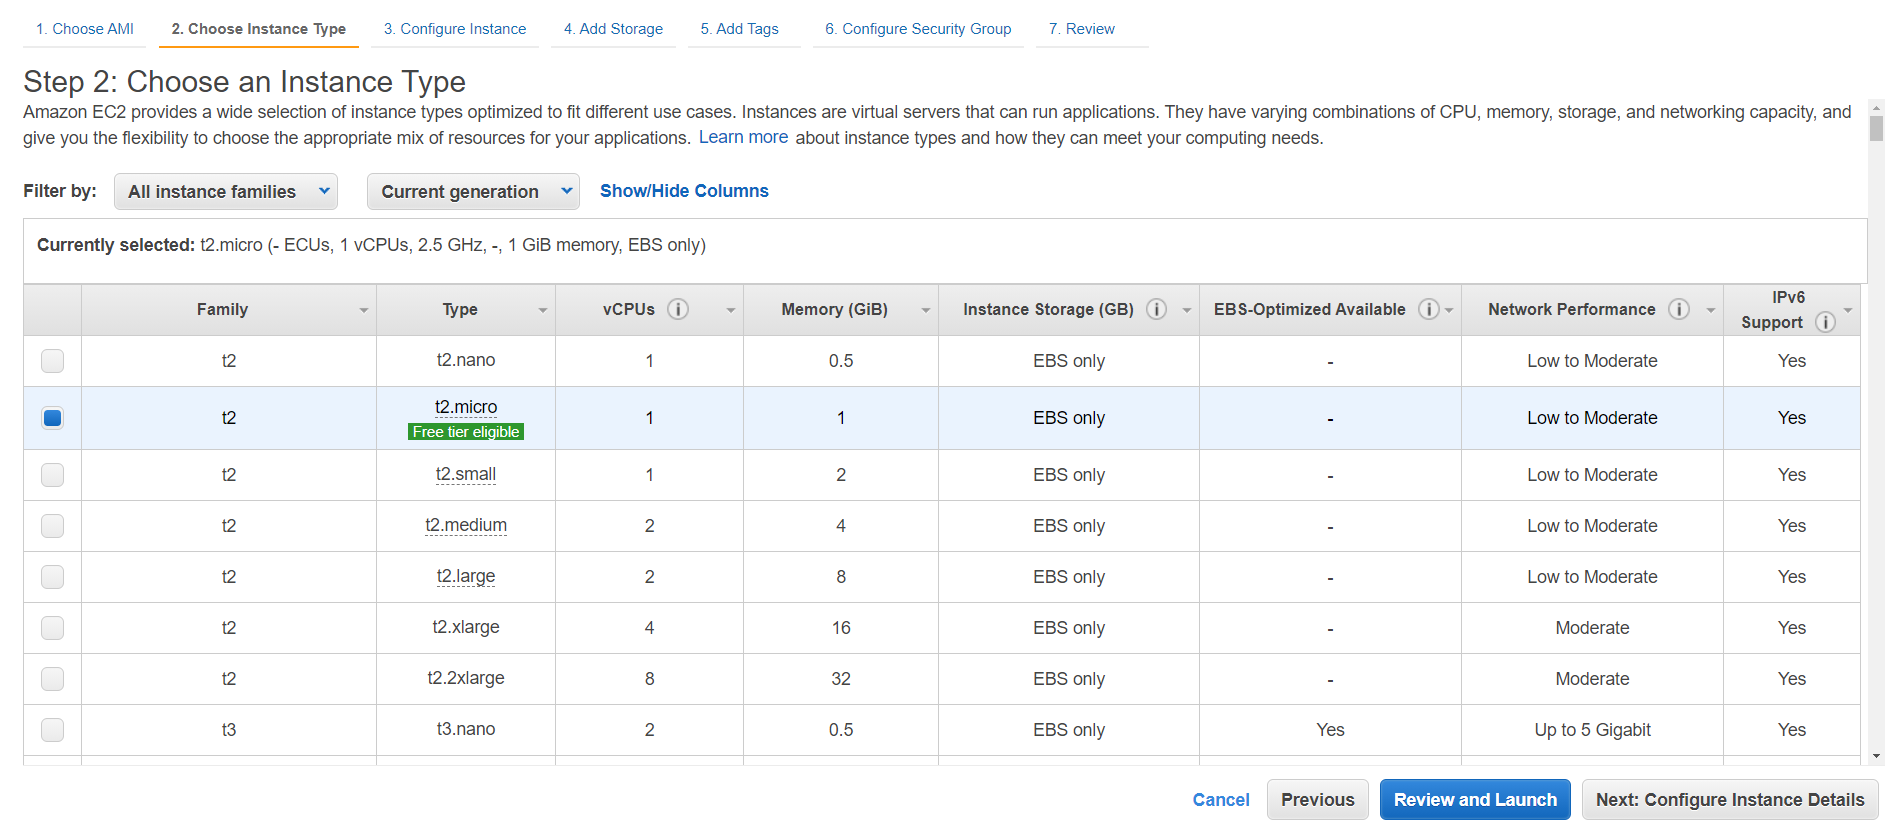 1. Choose AMI 2. Choose Instance Type 3. Configure Instance 4. Add Storage 5. Add Tags 6. Configure Security Group 7. Review
Step 2: Choose an Instance Type
Amazon EC2 provides a wide selection of instance types optimized to fit different use cases. Instances are virtual servers that can run applications. They have varying combinations of CPU, memory, storage, and networking capacity, and
give you the flexibility to choose the appropriate mix of resources for your applications. Learn more about instance types and how they can meet your computing needs.
Filter by: All instance families Current generation Show/Hide Columns
Currently selected: t2.micro (- ECUs, 1 vCPUs, 2.5 GHz, -, 1 GiB memory, EBS only)
Family Type vCPUs i Memory (GiB) Instance Storage (GB) i EBS-Optimized Available i Network Performance i IPv6
Support i
t2 t2.nano 1 0.5 EBS only - Low to Moderate Yes
t2 t2.micro 1 1 EBS only - Low to Moderate Yes
Free tier eligible
t2 t2.small 1 2 EBS only - Low to Moderate Yes
t2 t2.medium 2 4 EBS only - Low to Moderate Yes
t2 t2.large 2 8 EBS only - Low to Moderate Yes
t2 t2.xlarge 4 16 EBS only - Moderate Yes
t2 t2.2xlarge 8 32 EBS only - Moderate Yes
t3 t3.nano 2 0.5 EBS only Yes Up to 5 Gigabit Yes
Cancel Previous Review and Launch Next: Configure Instance Details